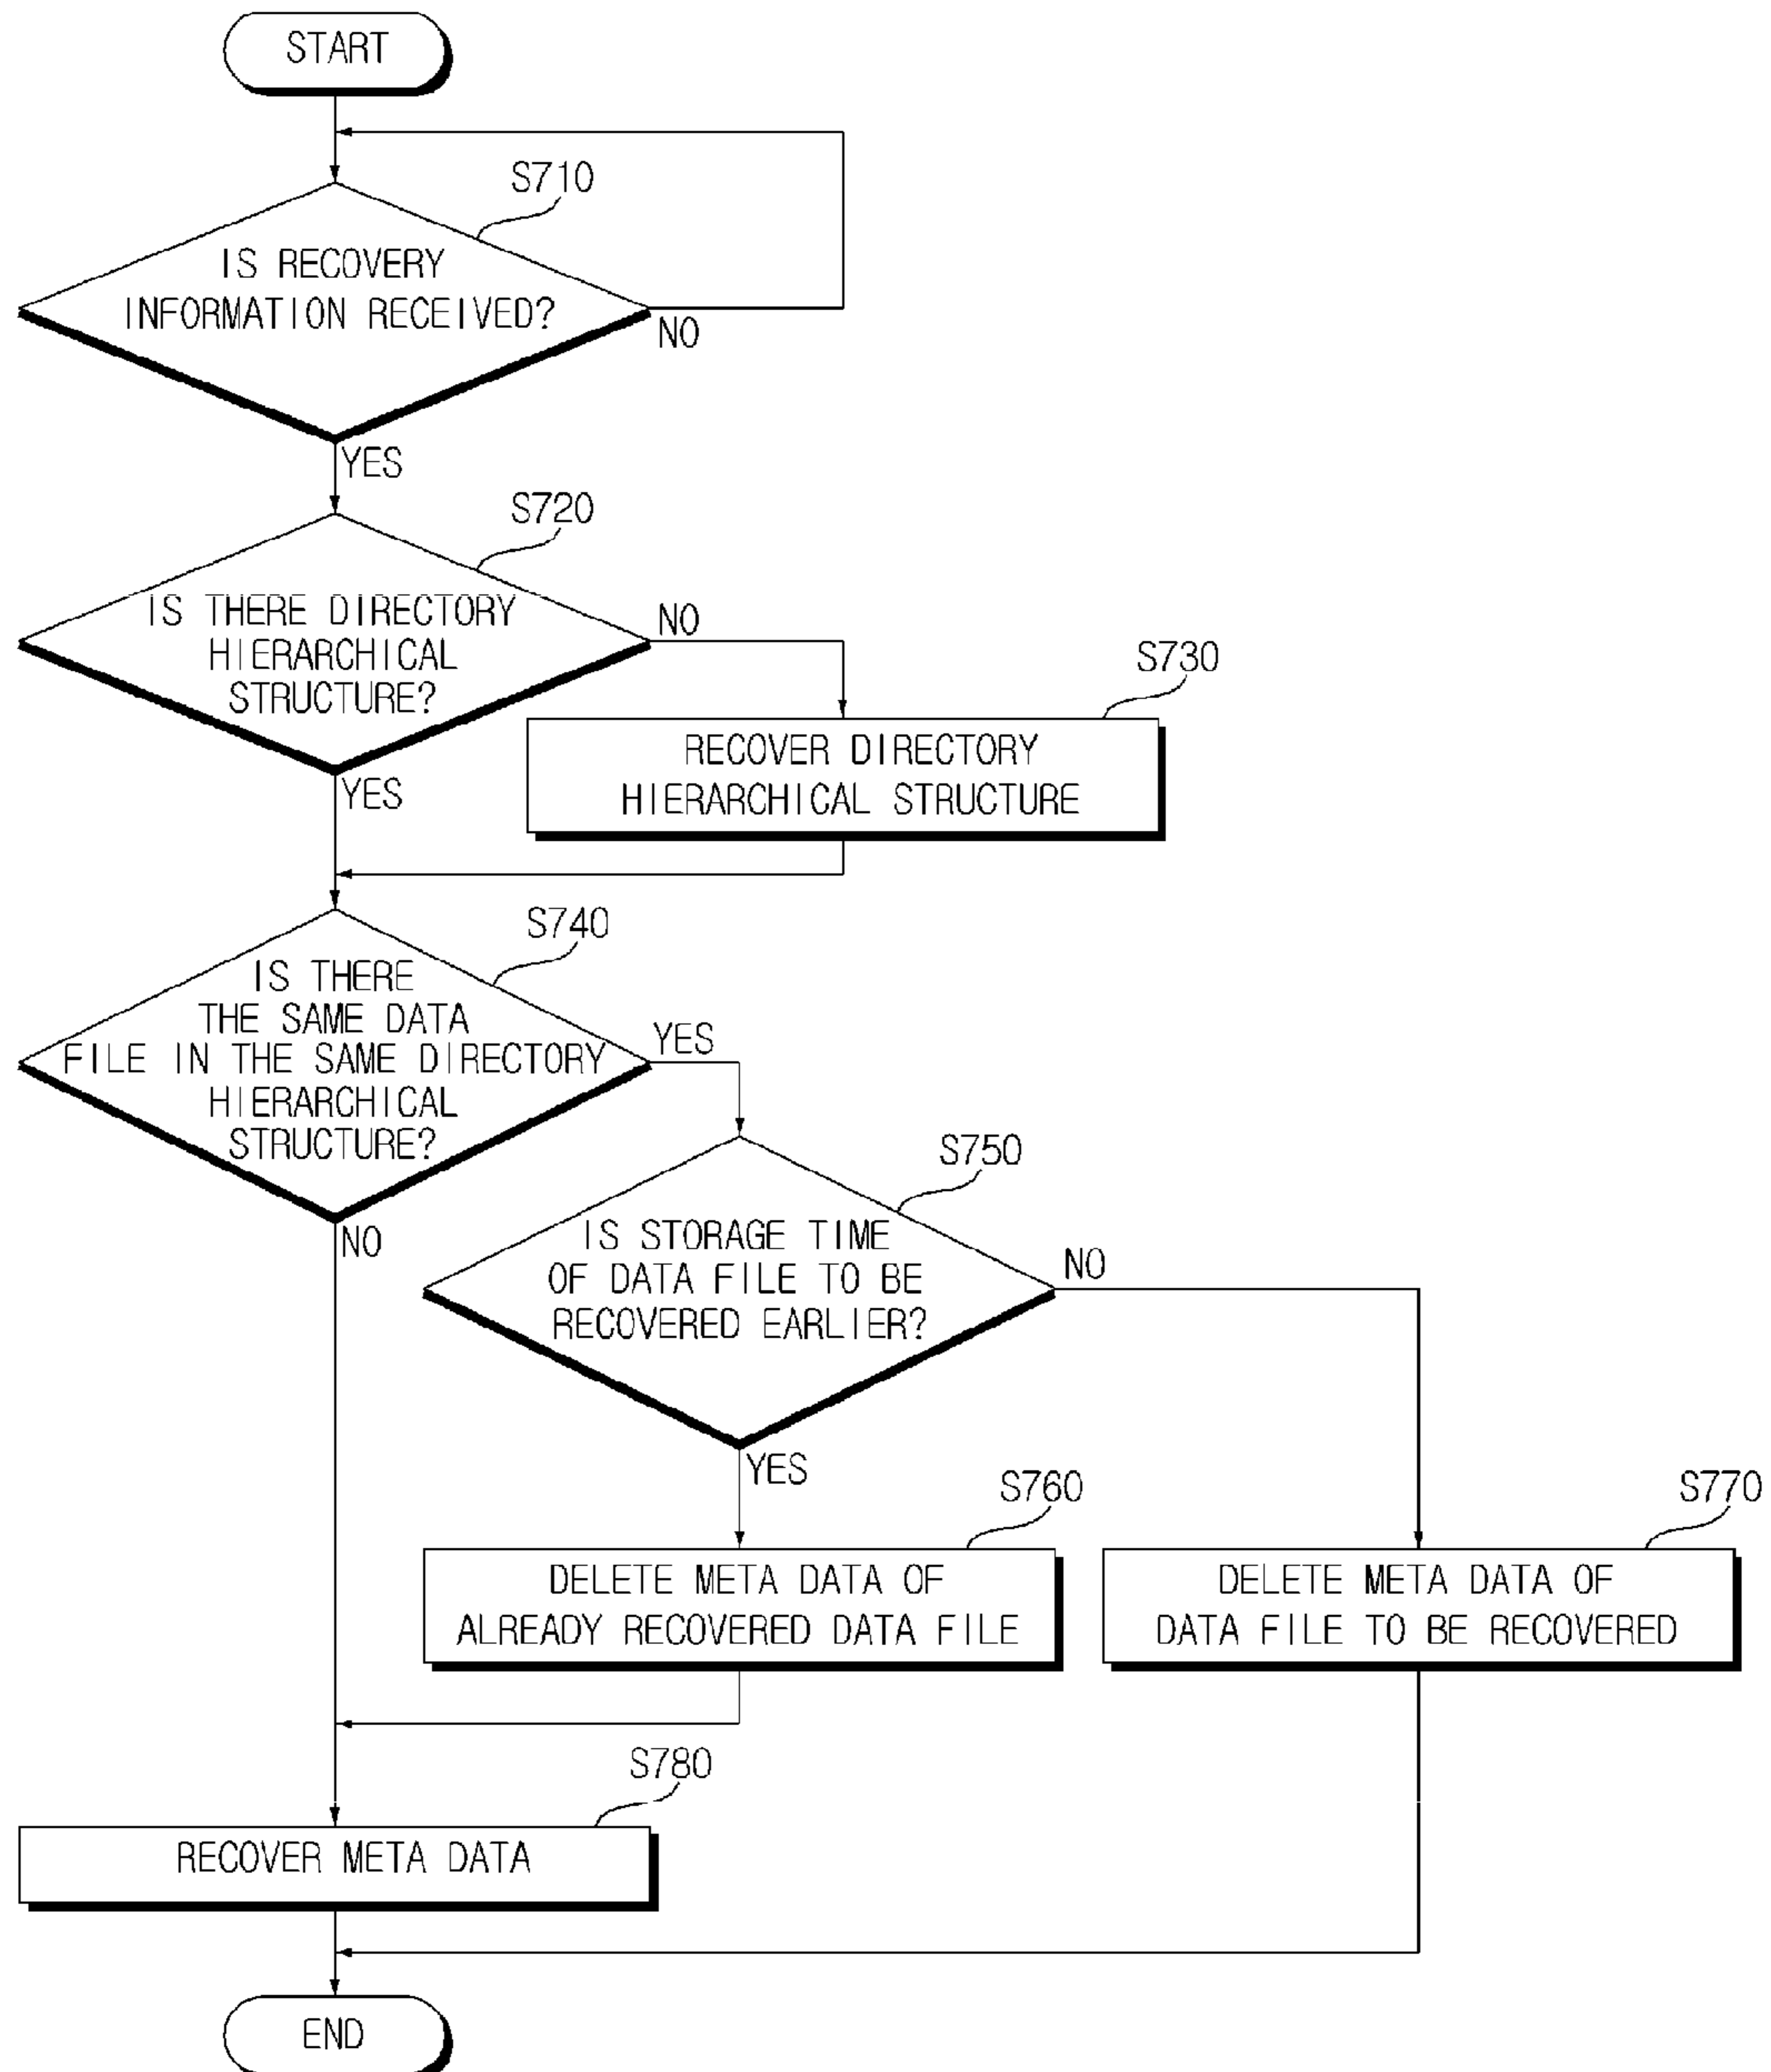 START
S710
IS RECOVERY
INFORMATION RECEIVED?
NO
YES
S720
IS THERE DIRECTORY
HIERARCHICAL
STRUCTURE?
NO
YES
S730
RECOVER DIRECTORY
HIERARCHICAL STRUCTURE
S740
IS THERE
THE SAME DATA
FILE IN THE SAME DIRECTORY
HIERARCHICAL
STRUCTURE?
YES
NO
S750
IS STORAGE TIME
OF DATA FILE TO BE
RECOVERED EARLIER?
NO
YES
S760
DELETE META DATA OF
ALREADY RECOVERED DATA FILE
S770
DELETE META DATA OF
DATA FILE TO BE RECOVERED
S780
RECOVER META DATA
END